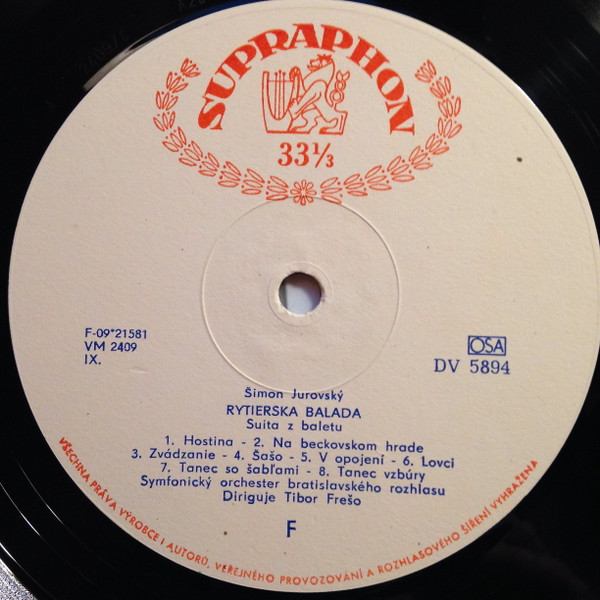 SUPRAPHON
33⅓
F-09*21581
VM 2409
IX.
OSA
DV 5894
Šimon Jurovský
RYTIERSKA BALADA
Suita z baletu
1. Hostina - 2. Na beckovskom hrade
3. Zvádzanie - 4. Šašo - 5. V opojení - 6. Lovci
7. Tanec so šabľami - 8. Tanec vzbúry
Symfonický orchester bratislavského rozhlasu
Diriguje Tibor Frešo
F
VŠECHNA PRÁVA VÝROBCE I AUTORŮ, VEŘEJNÉHO PROVOZOVÁNÍ A ROZHLASOVÉHO ŠÍŘENÍ VYHRAŽENA